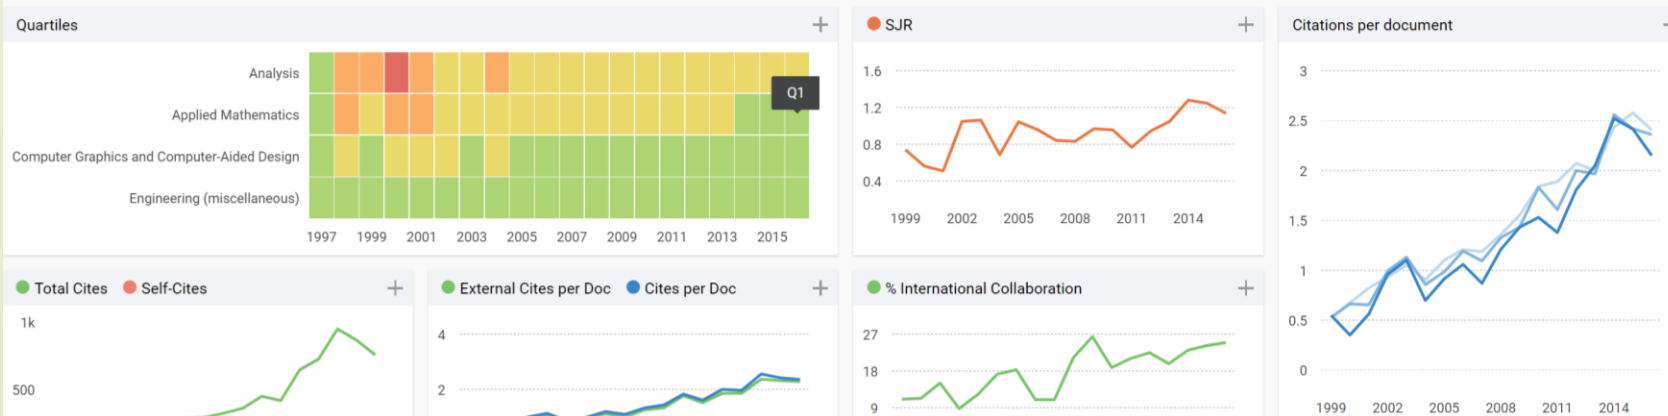 Quartiles
Analysis
Applied Mathematics
Computer Graphics and Computer-Aided Design
Engineering (miscellaneous)
Q1
1997 1999 2001 2003 2005 2007 2009 2011 2013 2015
SJR
1.6
1.2
0.8
0.4
1999 2002 2005 2008 2011 2014
Citations per document
3
2.5
2
1.5
1
0.5
0
1999 2002 2005 2008 2011 2014
Total Cites Self-Cites
1k
500
External Cites per Doc Cites per Doc
4
2
% International Collaboration
27
18
9